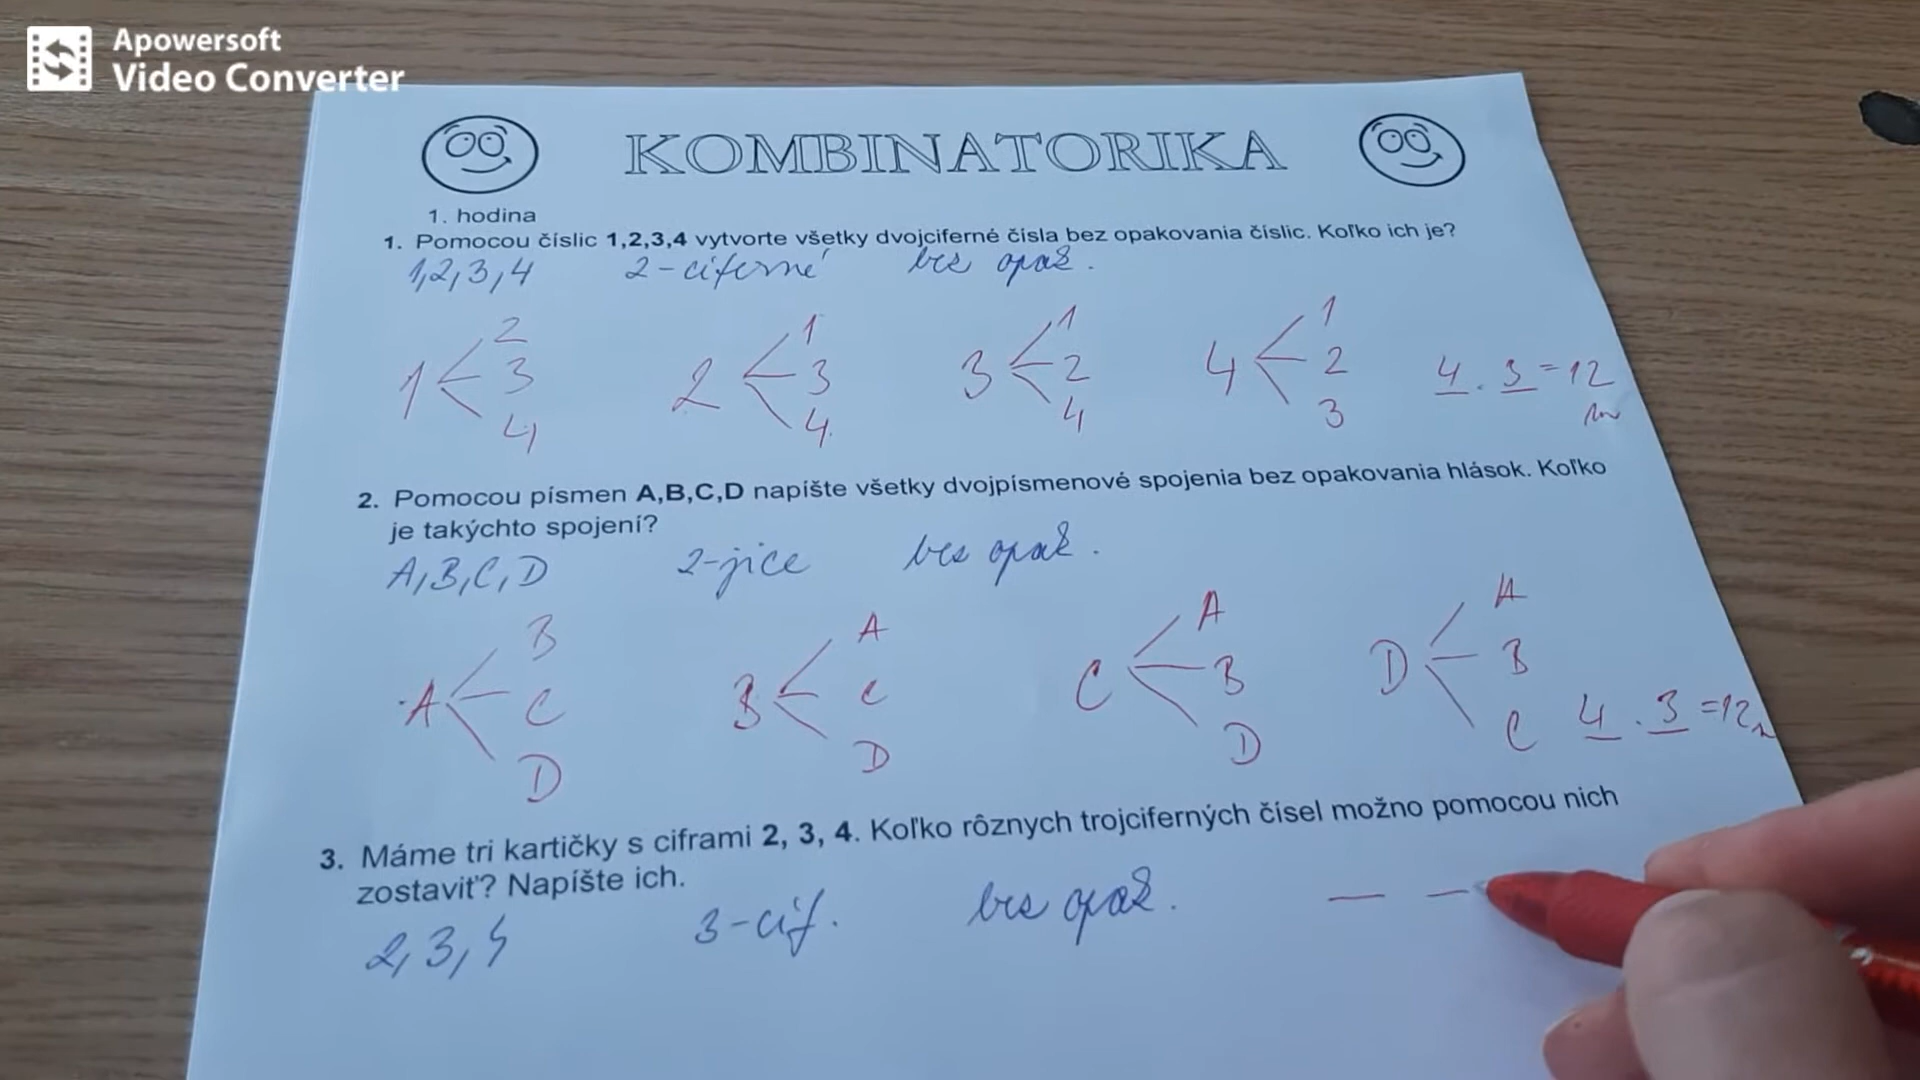 Apowersoft
Video Converter
KOMBINATORIKA
1. hodina
1. Pomocou číslic 1,2,3,4 vytvorte všetky dvojciferné čísla bez opakovania číslic. Koľko ich je?
1,2,3,4 2-ciferné bez opak.
1 2 3 4
2 1 3 4
3 1 2 4
4 1 2 3
4 . 3 = 12
2. Pomocou písmen A,B,C,D napíšte všetky dvojpísmenové spojenia bez opakovania hlások. Koľko
je takýchto spojení?
A,B,C,D 2-jice bez opak.
A B C D
B A C D
C A B D
D A B C
4 . 3 = 12
3. Máme tri kartičky s ciframi 2, 3, 4. Koľko rôznych trojciferných čísel možno pomocou nich
zostaviť? Napíšte ich.
2,3,4 3-cif. bez opak.